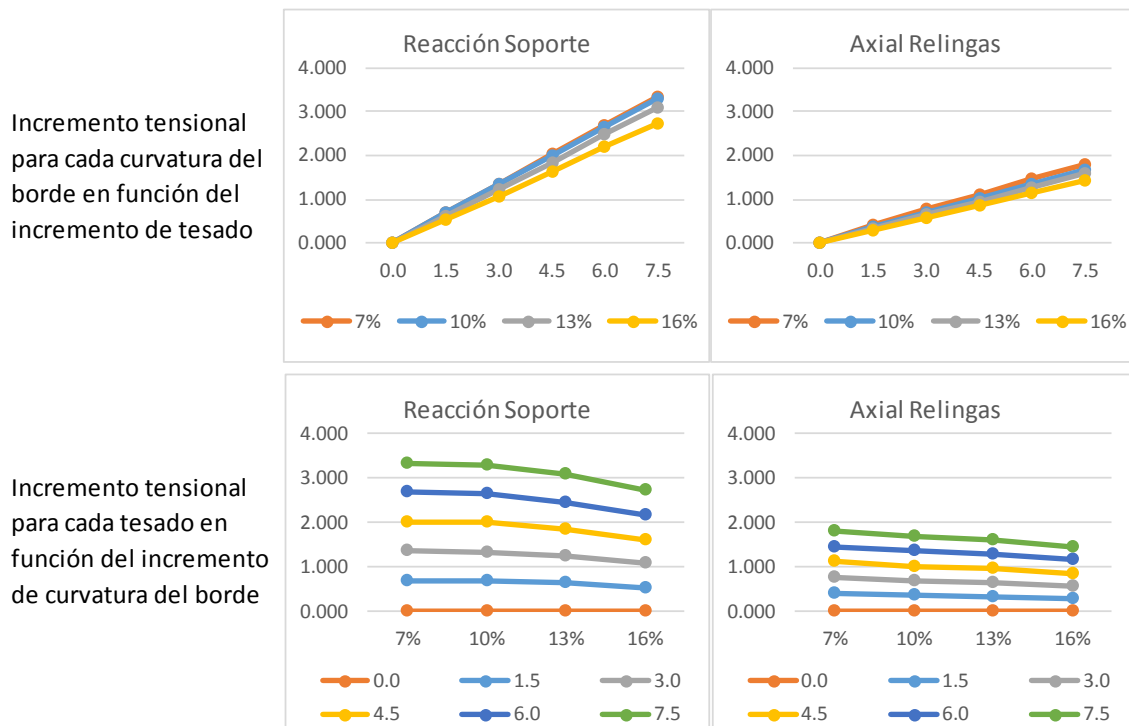 Reacción Soporte
4.000
3.000
2.000
1.000
0.000
0.0 1.5 3.0 4.5 6.0 7.5
7% 10% 13% 16%
Axial Relingas
4.000
3.000
2.000
1.000
0.000
0.0 1.5 3.0 4.5 6.0 7.5
7% 10% 13% 16%
Incremento tensional
para cada curvatura del
borde en función del
incremento de tesado
Reacción Soporte
4.000
3.000
2.000
1.000
0.000
7% 10% 13% 16%
0.0 1.5 3.0
4.5 6.0 7.5
Axial Relingas
4.000
3.000
2.000
1.000
0.000
7% 10% 13% 16%
0.0 1.5 3.0
4.5 6.0 7.5
Incremento tensional
para cada tesado en
función del incremento
de curvatura del borde